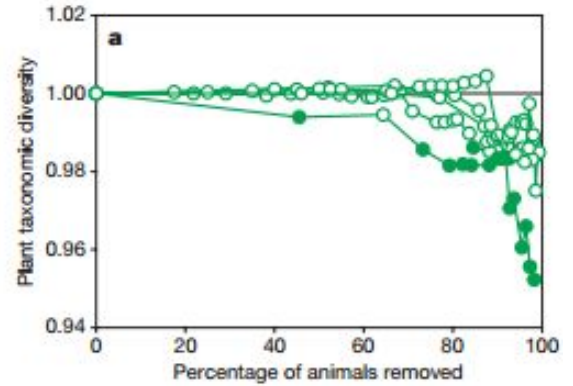 a
Plant taxonomic diversity
1.02
1.00
0.98
0.96
0.94
0 20 40 60 80 100
Percentage of animals removed